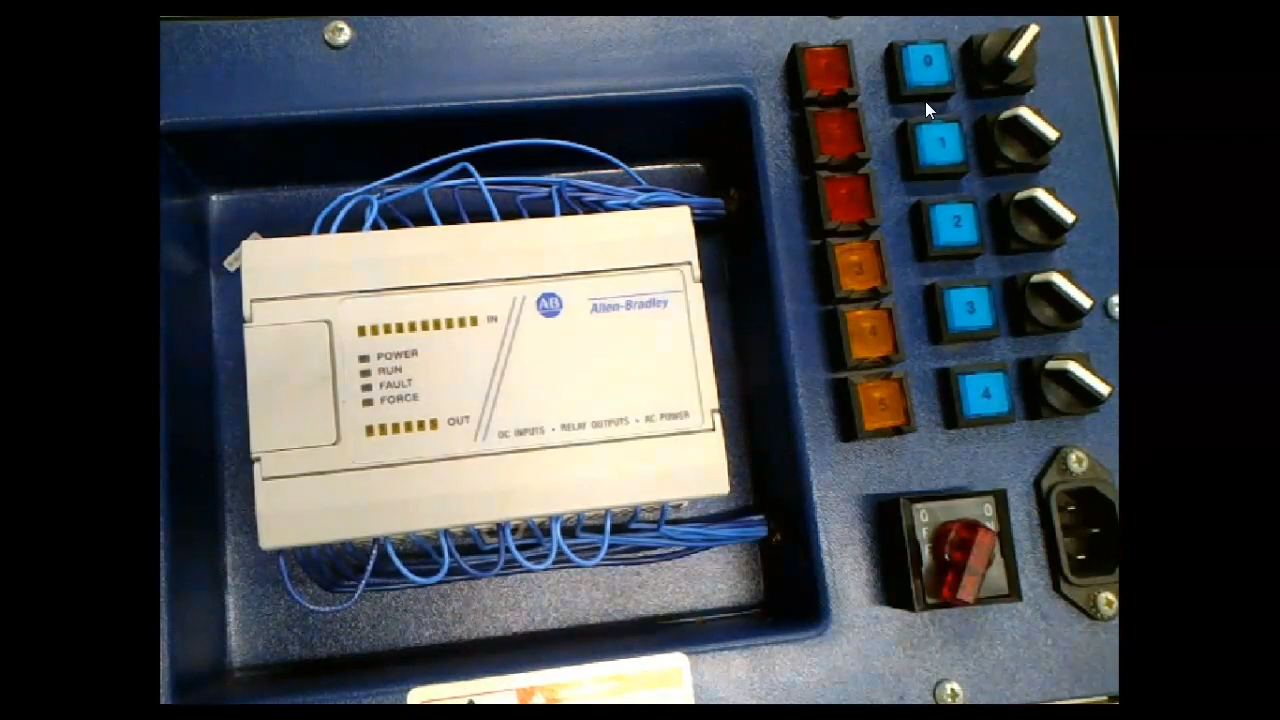 0
1
2
3
4
3
4
5
IN
AB
Allen-Bradley
POWER
RUN
FAULT
FORCE
OUT
DC INPUTS • RELAY OUTPUTS • AC POWER